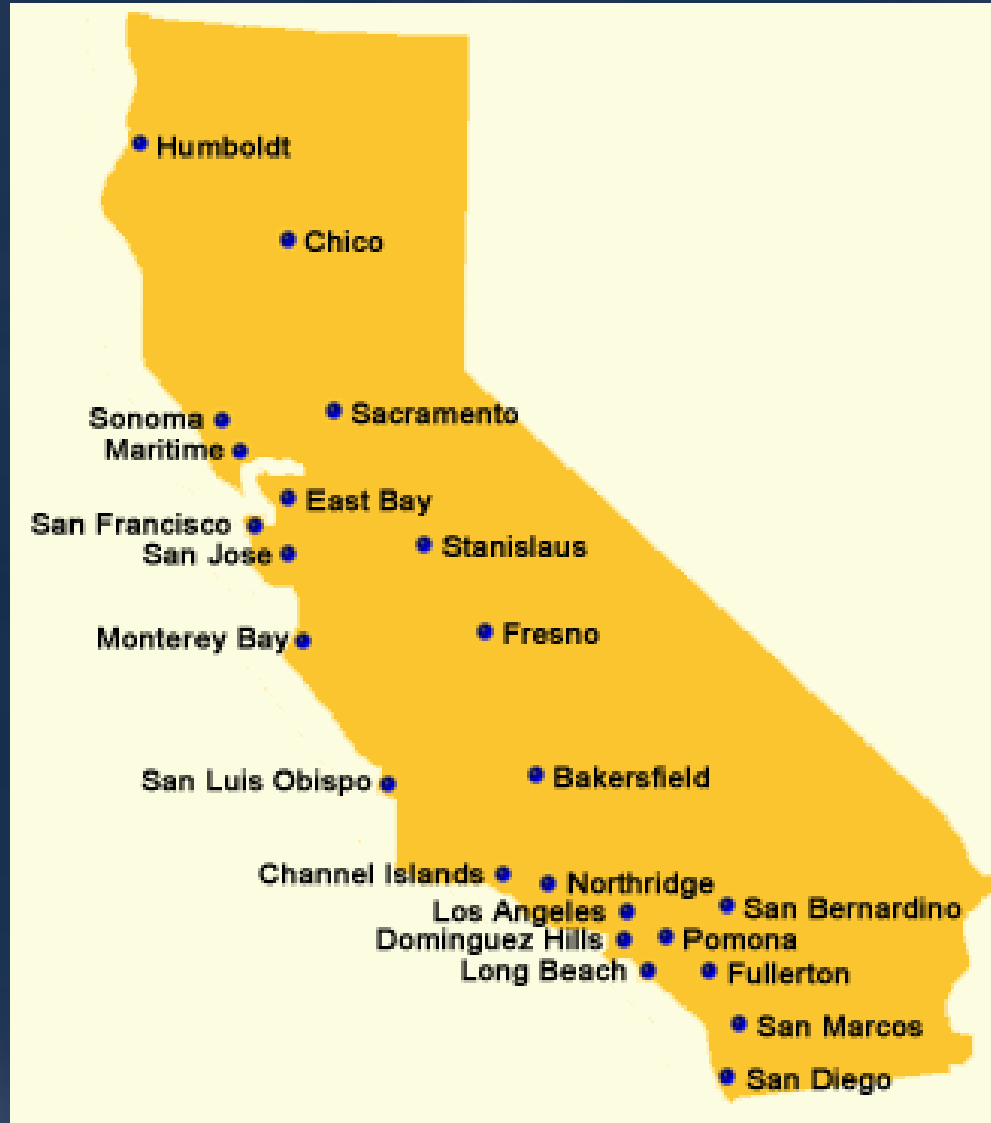 Humboldt
Chico
Sonoma
Sacramento
Maritime
East Bay
San Francisco
San Jose
Stanislaus
Monterey Bay
Fresno
San Luis Obispo
Bakersfield
Channel Islands
Northridge
Los Angeles
San Bernardino
Dominguez Hills
Pomona
Long Beach
Fullerton
San Marcos
San Diego